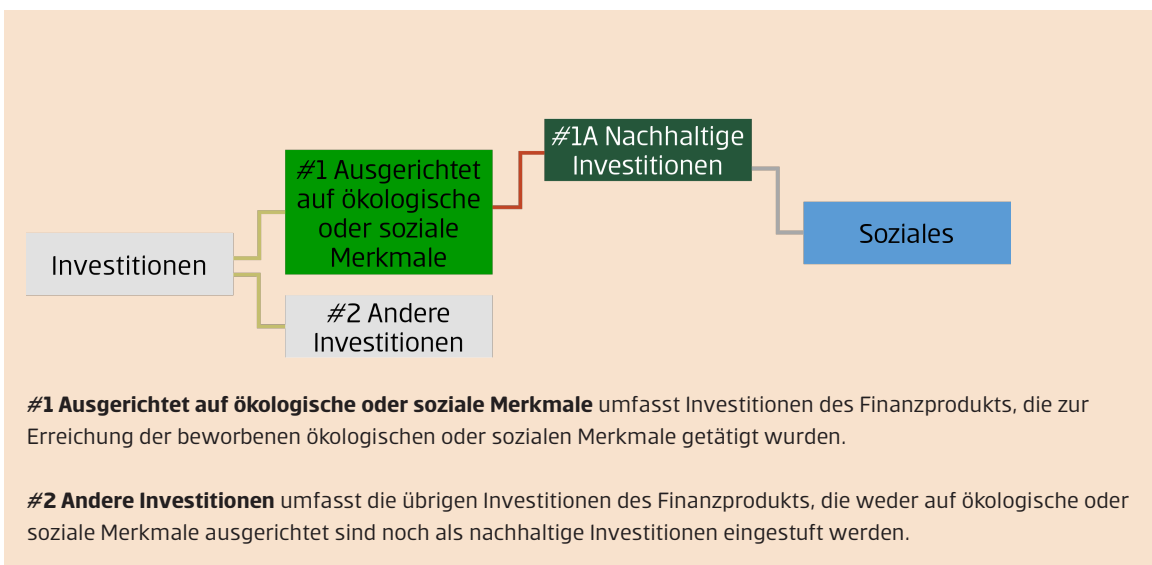 #1A Nachhaltige
Investitionen
#1 Ausgerichtet
auf ökologische
oder soziale
Merkmale
Soziales
Investitionen
#2 Andere
Investitionen
#1 Ausgerichtet auf ökologische oder soziale Merkmale umfasst Investitionen des Finanzprodukts, die zur
Erreichung der beworbenen ökologischen oder sozialen Merkmale getätigt wurden.
#2 Andere Investitionen umfasst die übrigen Investitionen des Finanzprodukts, die weder auf ökologische oder
soziale Merkmale ausgerichtet sind noch als nachhaltige Investitionen eingestuft werden.